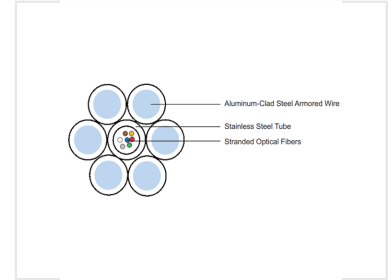 Aluminum-Clad Steel Armored Wire
Stainless Steel Tube
Stranded Optical Fibers